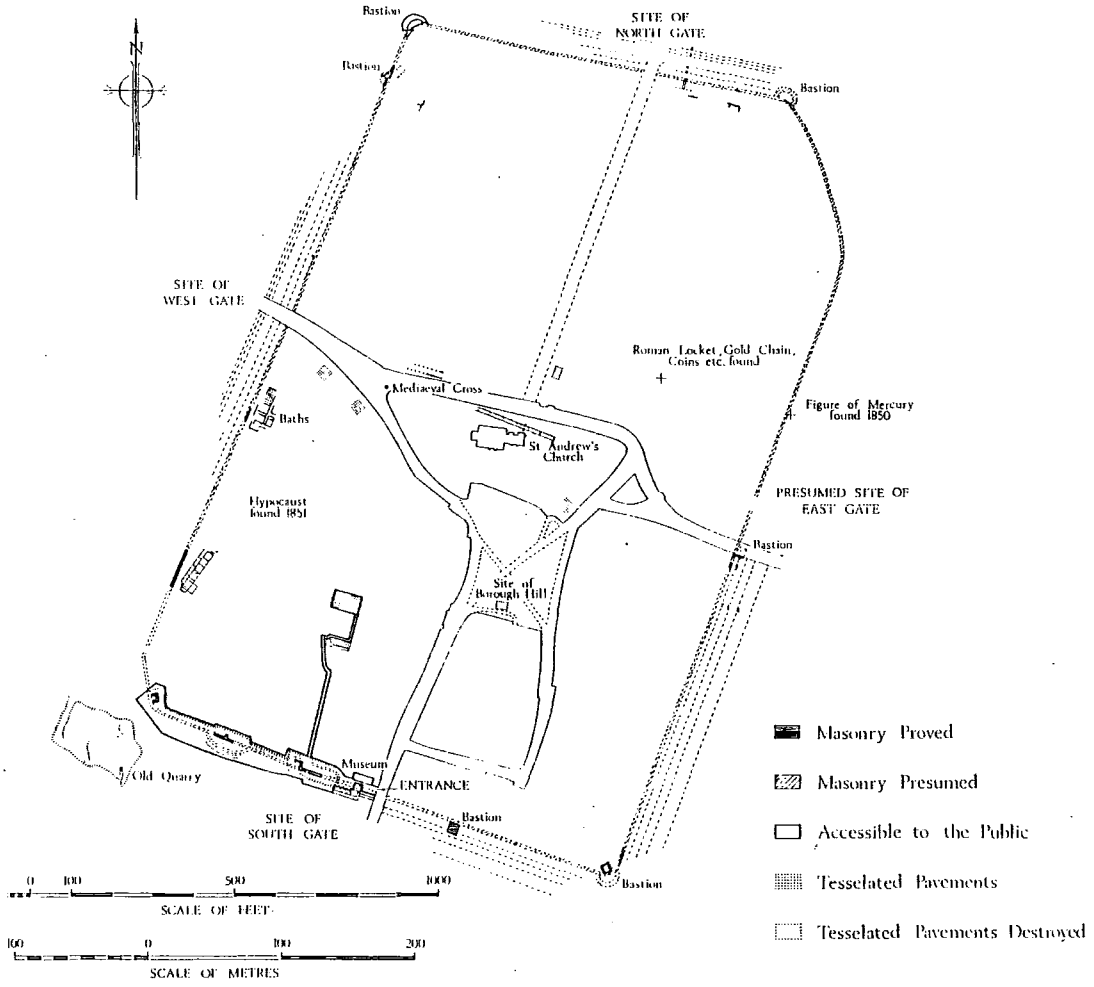 SITE OF
NORTH GATE
Bastion
N
Bastion
Bastion
SITE OF
WEST GATE
Roman Locket, Gold Chain,
Coins etc. found
Mediaeval Cross
Figure of Mercury
found 1850
Baths
St Andrew's
Church
Hypocaust
found 1851
PRESUMED SITE OF
EAST GATE
Bastion
Site of
Borough Hill
Masonry Proved
Museum
Old Quarry
ENTRANCE
Masonry Presumed
SITE OF
SOUTH GATE
Bastion
Accessible to the Public
Bastion
0 100 500 1000
Tesselated Pavements
SCALE OF FEET
Tesselated Pavements Destroyed
100 0 100 200
SCALE OF METRES